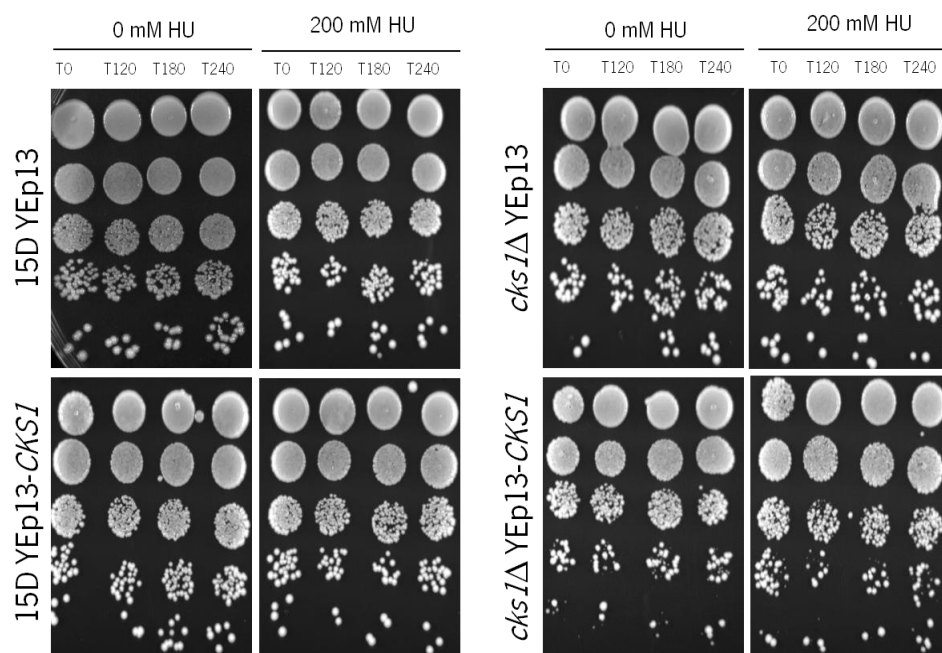 0 mM HU
200 mM HU
T0 T120 T180 T240
T0 T120 T180 T240
15D YEp13
15D YEp13-CKS1
0 mM HU
200 mM HU
T0 T120 T180 T240
T0 T120 T180 T240
cks1Δ YEp13
cks1Δ YEp13-CKS1